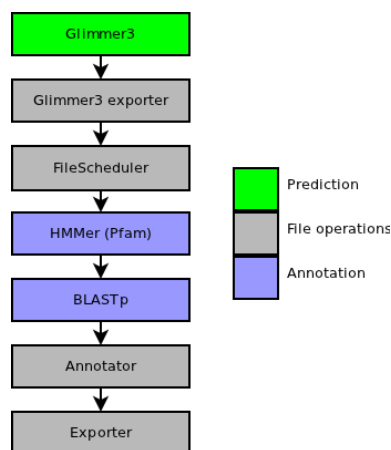 Glimmer3
Glimmer3 exporter
FileScheduler
HMMer (Pfam)
BLASTp
Annotator
Exporter
Prediction
File operations
Annotation